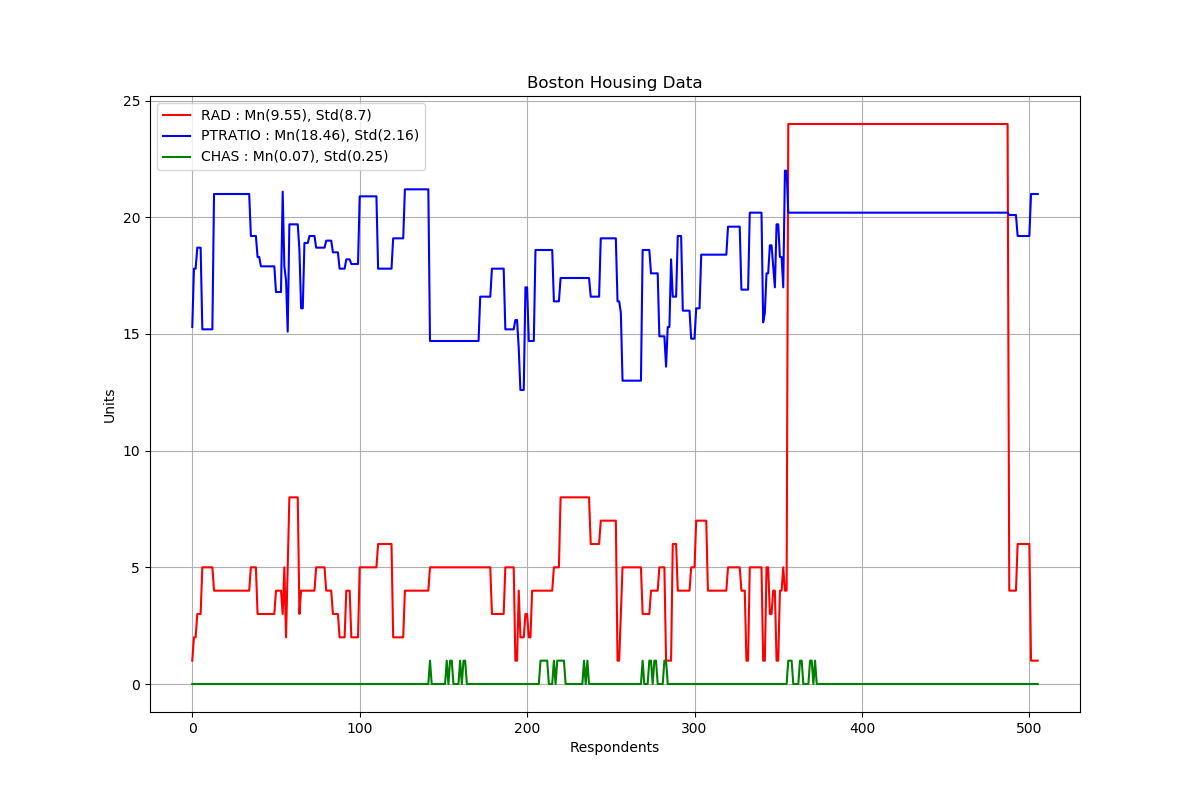 Boston Housing Data
RAD : Mn(9.55), Std(8.7)
PTRATIO : Mn(18.46), Std(2.16)
CHAS : Mn(0.07), Std(0.25)
25
20
15
10
5
0
Units
0 100 200 300 400 500
Respondents